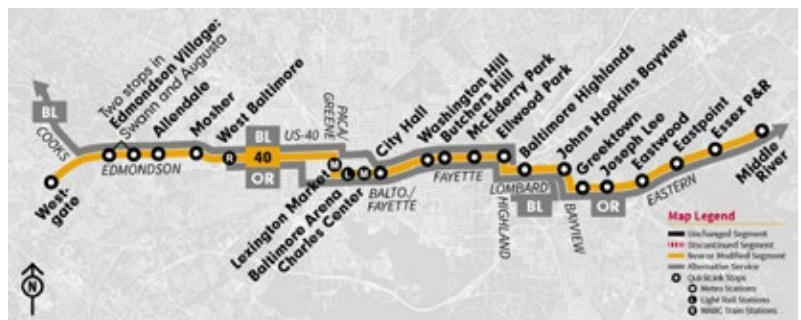 BL
COOKS
West-
gate
Two stops in
Edmondson Village:
Swann and Augusta
Allendale
Mosher
West Baltimore
EDMONDSON
R
BL
40
OR
US-40
PACA/
GREENE
M
L
M
Lexington Market
Baltimore Arena
Charles Center
City Hall
BALTO./
FAYETTE
Washington Hill
Butchers Hill
McElderry Park
Ellwood Park
FAYETTE
Baltimore Highlands
LOMBARD
HIGHLAND
BL
Johns Hopkins Bayview
BAYVIEW
Greektown
OR
Joseph Lee
Eastwood
Eastpoint
Essex P&R
EASTERN
Middle
River
N
Map Legend
Unchanged Segment
Discontinued Segment
New or Modified Segment
Alternative Service
QuickLink Stops
M Metro Stations
L Light Rail Stations
R MARC Train Stations